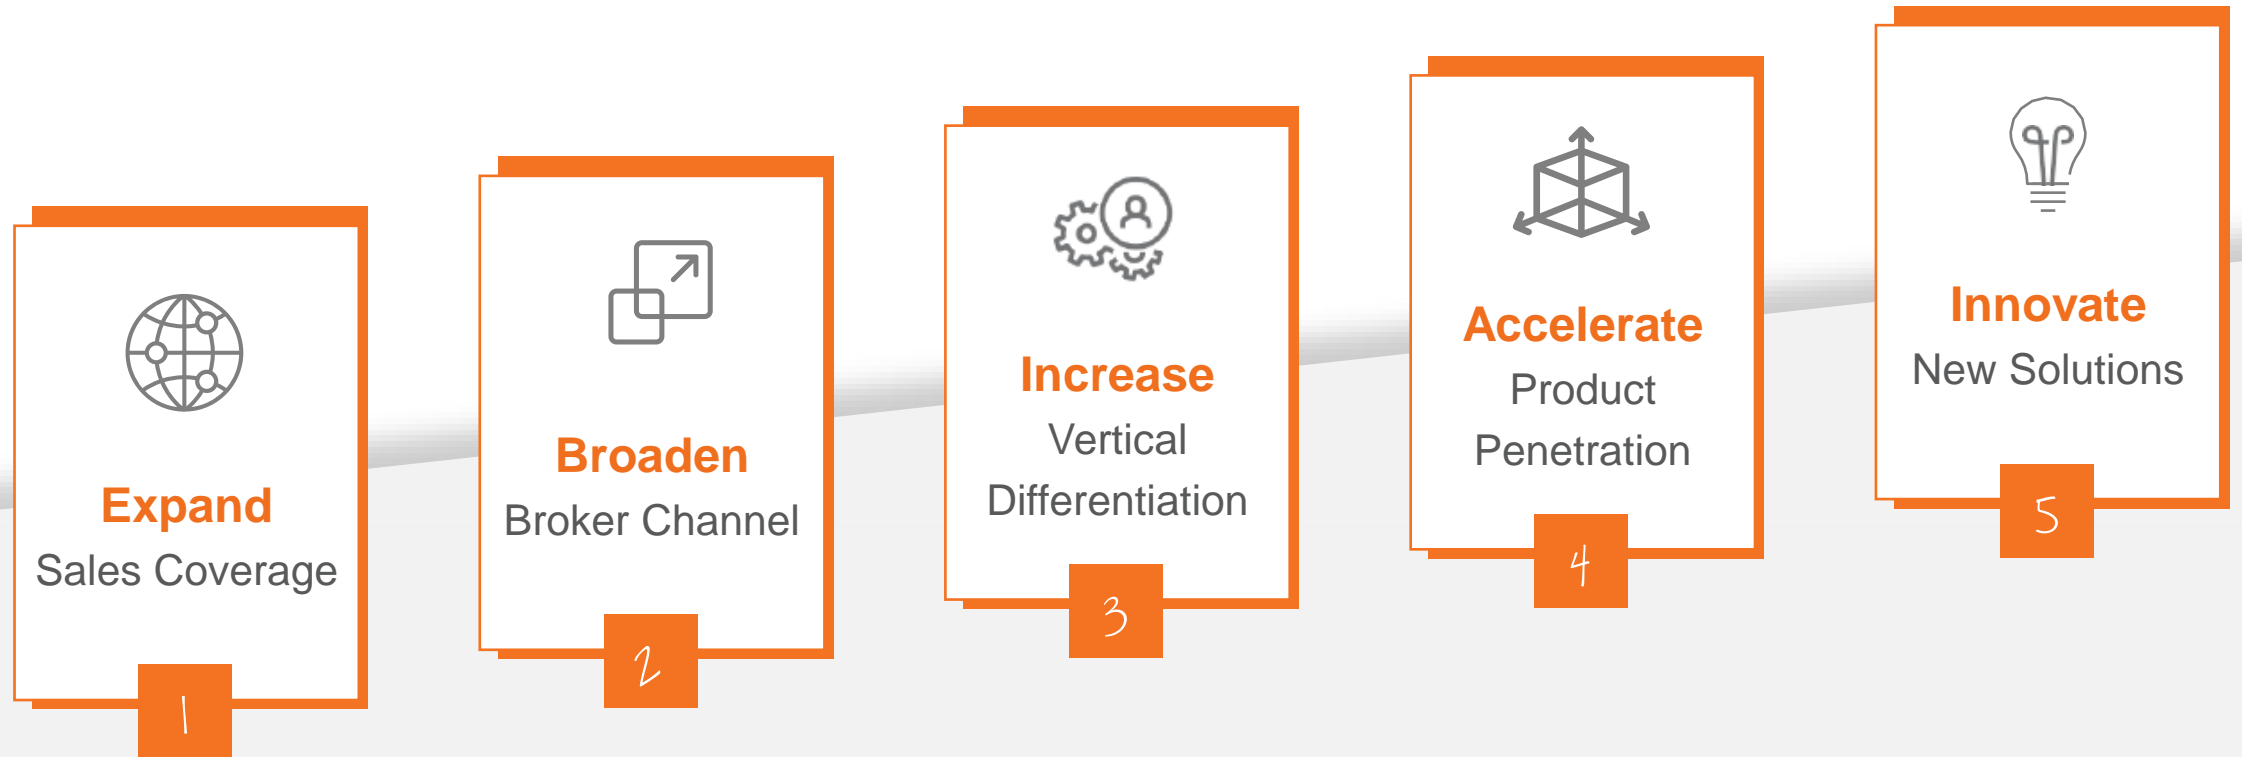 Expand
Sales Coverage
1
Broaden
Broker Channel
2
Increase
Vertical
Differentiation
3
Accelerate
Product
Penetration
4
Innovate
New Solutions
5